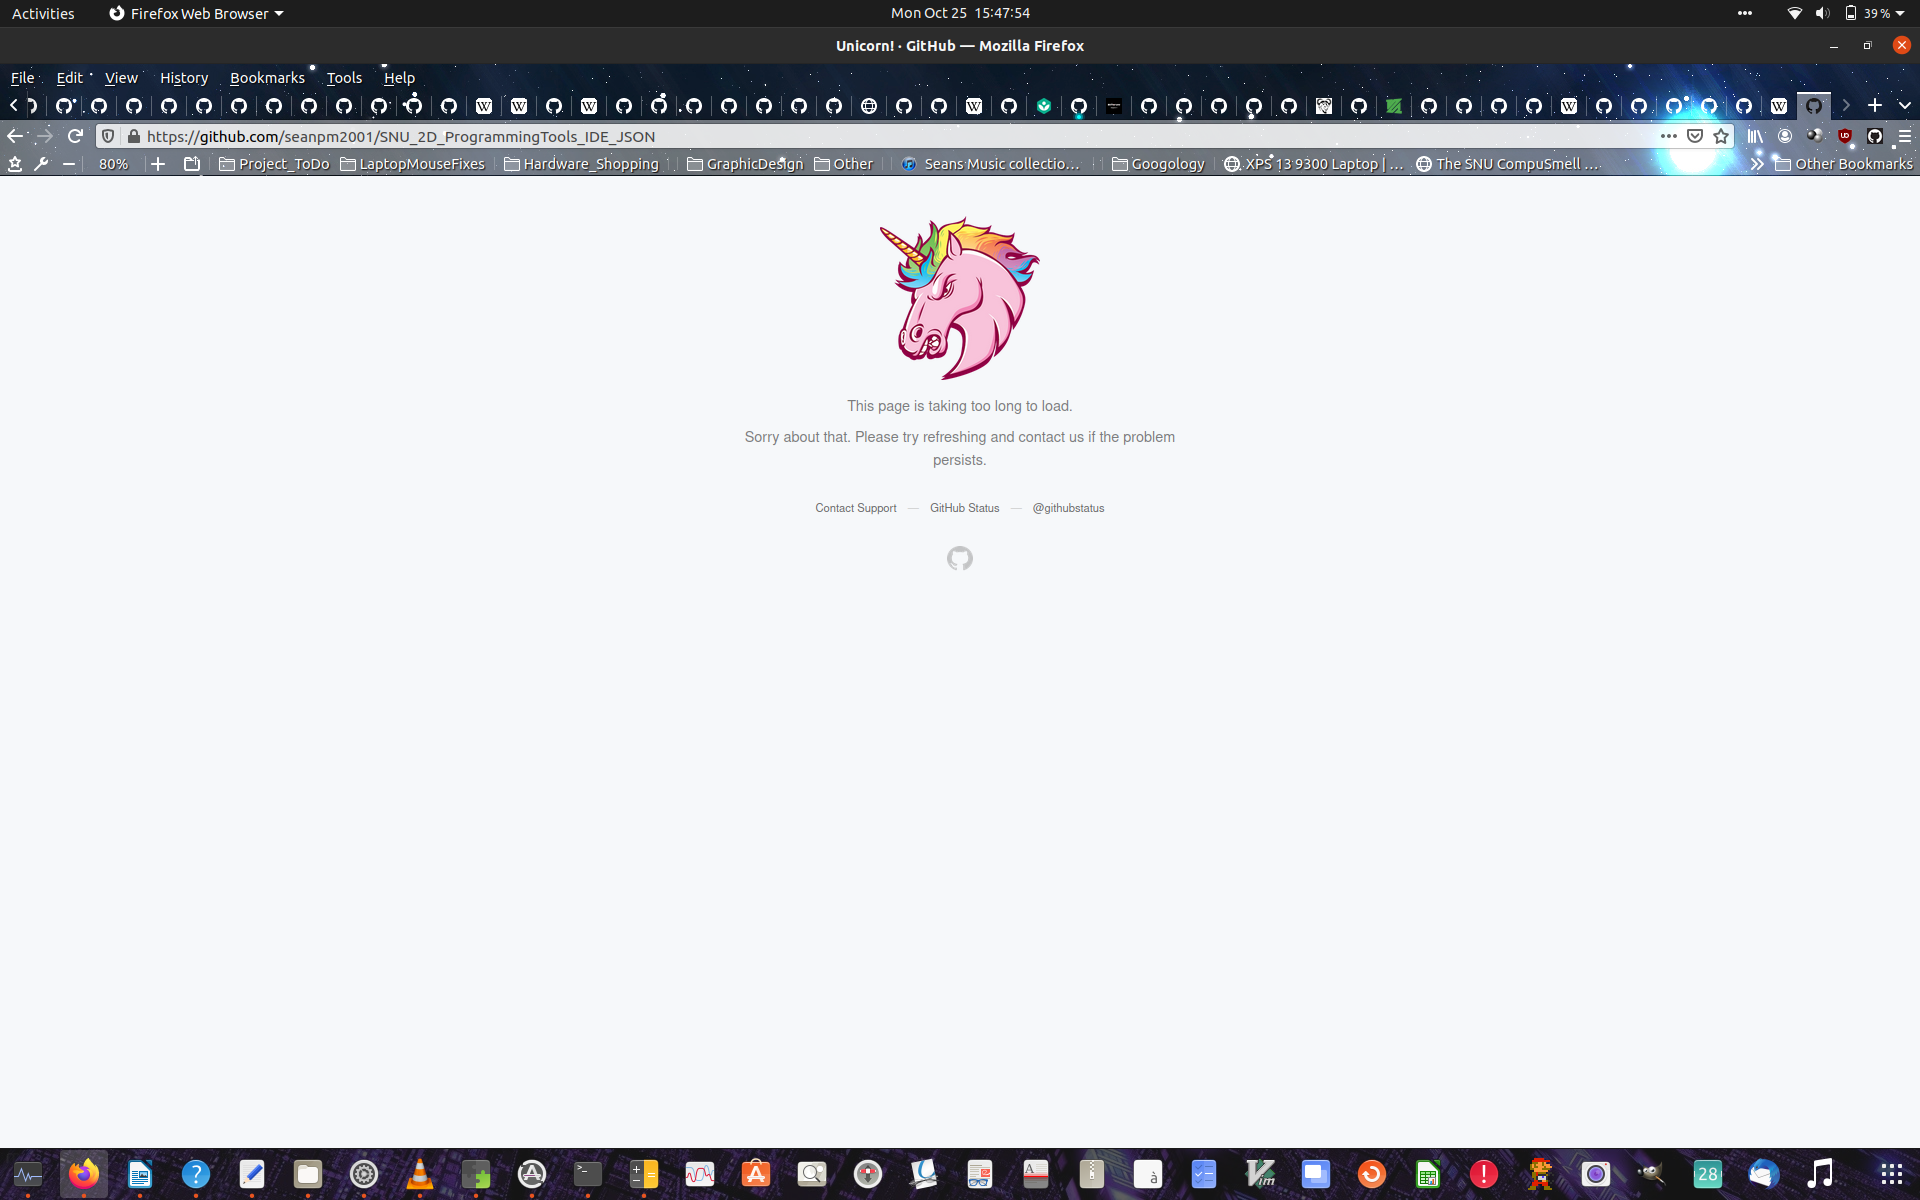 Activities Firefox Web Browser Mon Oct 25 15:47:54 39 %
Unicorn! · GitHub — Mozilla Firefox
File Edit View History Bookmarks Tools Help
https://github.com/seanpm2001/SNU_2D_ProgrammingTools_IDE_JSON
80% Project_ToDo LaptopMouseFixes Hardware_Shopping GraphicDesign Other Seans Music collectio… Googology XPS 13 9300 Laptop | … The SNU CompuSmell … Other Bookmarks
This page is taking too long to load.
Sorry about that. Please try refreshing and contact us if the problem
persists.
Contact Support — GitHub Status — @githubstatus
28